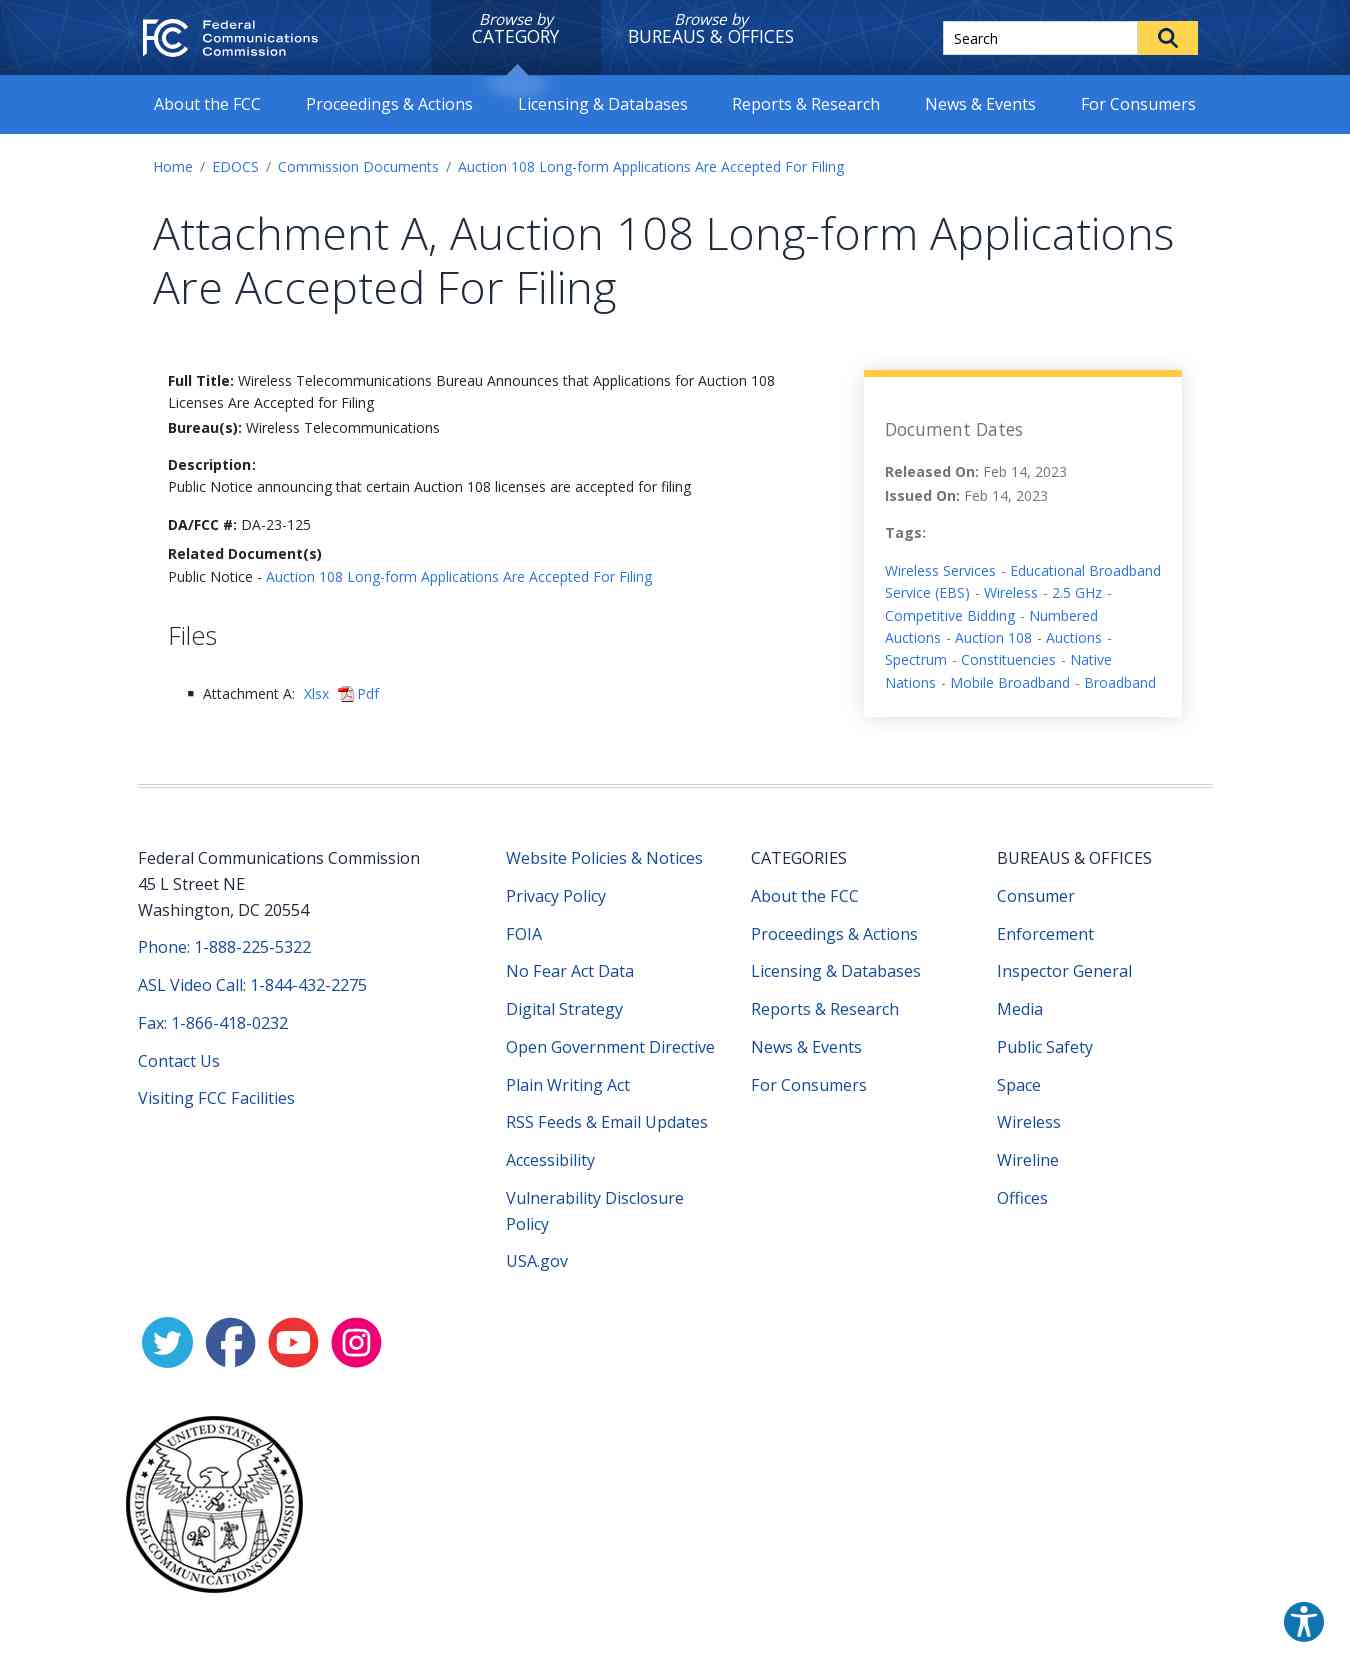 FC Federal
Communications
Commission
Browse by
CATEGORY
Browse by
BUREAUS & OFFICES
Search
About the FCC
Proceedings & Actions
Licensing & Databases
Reports & Research
News & Events
For Consumers
Home / EDOCS / Commission Documents / Auction 108 Long-form Applications Are Accepted For Filing
Attachment A, Auction 108 Long-form Applications
Are Accepted For Filing
Full Title: Wireless Telecommunications Bureau Announces that Applications for Auction 108
Licenses Are Accepted for Filing
Bureau(s): Wireless Telecommunications
Description:
Public Notice announcing that certain Auction 108 licenses are accepted for filing
DA/FCC #: DA-23-125
Related Document(s)
Public Notice - Auction 108 Long-form Applications Are Accepted For Filing
Files
Attachment A: Xlsx Pdf
Document Dates
Released On: Feb 14, 2023
Issued On: Feb 14, 2023
Tags:
Wireless Services - Educational Broadband
Service (EBS) - Wireless - 2.5 GHz -
Competitive Bidding - Numbered
Auctions - Auction 108 - Auctions -
Spectrum - Constituencies - Native
Nations - Mobile Broadband - Broadband
Federal Communications Commission
45 L Street NE
Washington, DC 20554
Phone: 1-888-225-5322
ASL Video Call: 1-844-432-2275
Fax: 1-866-418-0232
Contact Us
Visiting FCC Facilities
Website Policies & Notices
Privacy Policy
FOIA
No Fear Act Data
Digital Strategy
Open Government Directive
Plain Writing Act
RSS Feeds & Email Updates
Accessibility
Vulnerability Disclosure
Policy
USA.gov
CATEGORIES
About the FCC
Proceedings & Actions
Licensing & Databases
Reports & Research
News & Events
For Consumers
BUREAUS & OFFICES
Consumer
Enforcement
Inspector General
Media
Public Safety
Space
Wireless
Wireline
Offices
UNITED STATES
FEDERAL COMMUNICATIONS COMMISSION